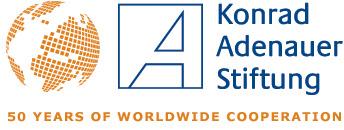 Konrad
Adenauer
Stiftung
50 YEARS OF WORLDWIDE COOPERATION